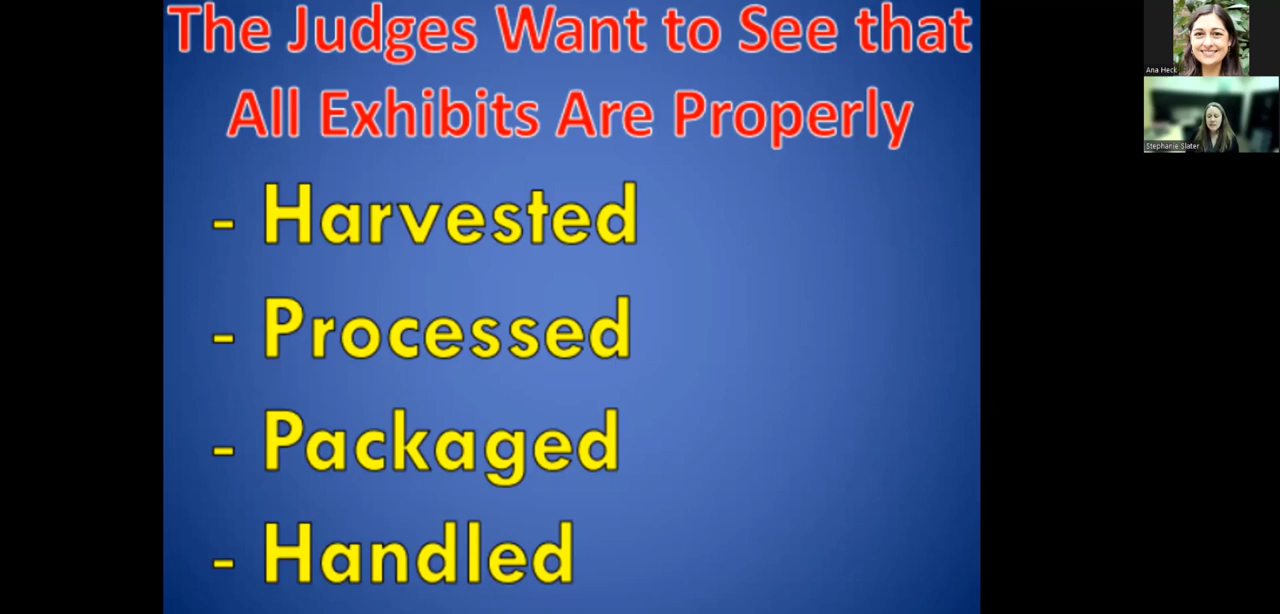 The Judges Want to See that
All Exhibits Are Properly
- Harvested
- Processed
- Packaged
- Handled
Ana Heck
Stephanie Slater